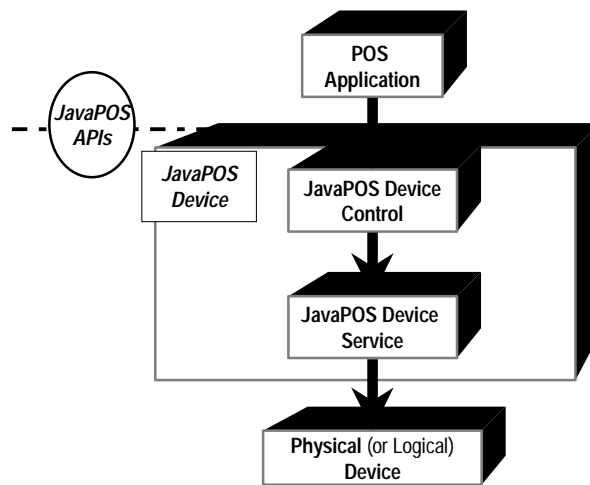 POS
Application
JavaPOS
APIs
JavaPOS
Device
JavaPOS Device
Control
JavaPOS Device
Service
Physical (or Logical)
Device